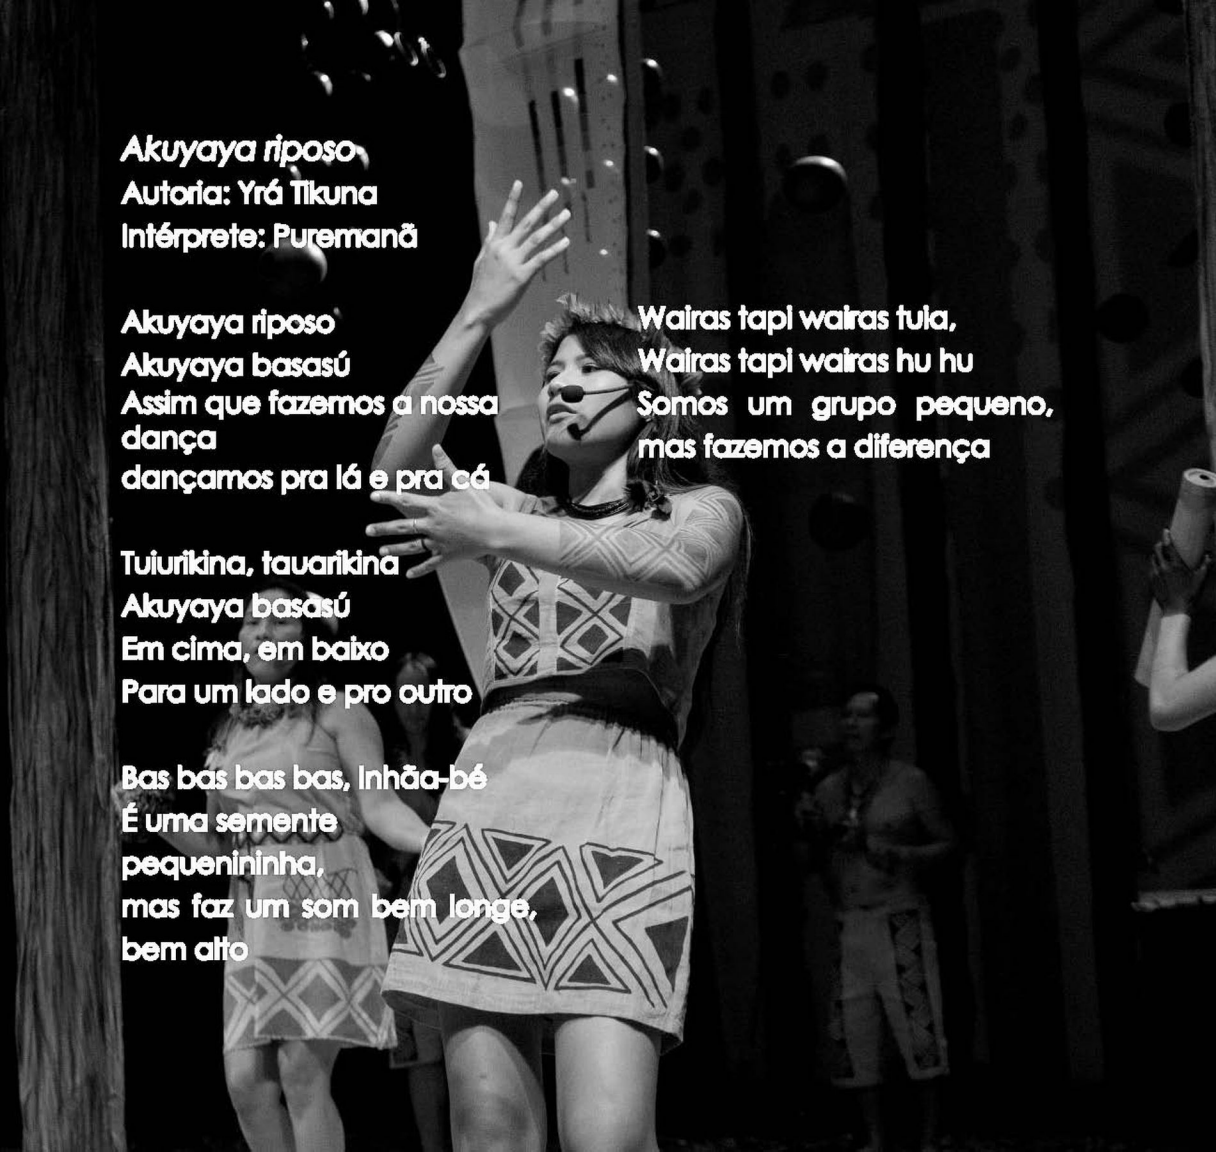 Akuyaya riposo
Autoria: Yrá Tikuna
Intérprete: Puremanã
Akuyaya riposo
Akuyaya basasú
Assim que fazemos a nossa
dança
dançamos pra lá e pra cá
Tuiurikina, tauarikina
Akuyaya basasú
Em cima, em baixo
Para um lado e pro outro
Bas bas bas bas, Inhãa-bé
É uma semente
pequenininha,
mas faz um som bem longe,
bem alto
Wairas tapi wairas tuia,
Wairas tapi wairas hu hu
Somos um grupo pequeno,
mas fazemos a diferença